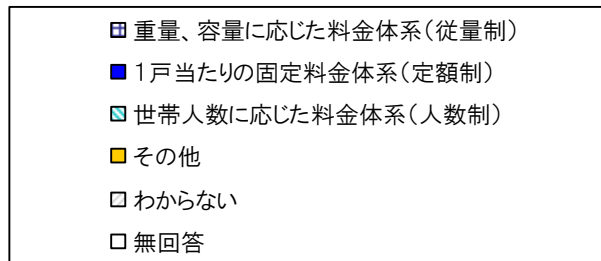 重量、容量に応じた料金体系(従量制)
1戸当たりの固定料金体系(定額制)
世帯人数に応じた料金体系(人数制)
その他
わからない
無回答